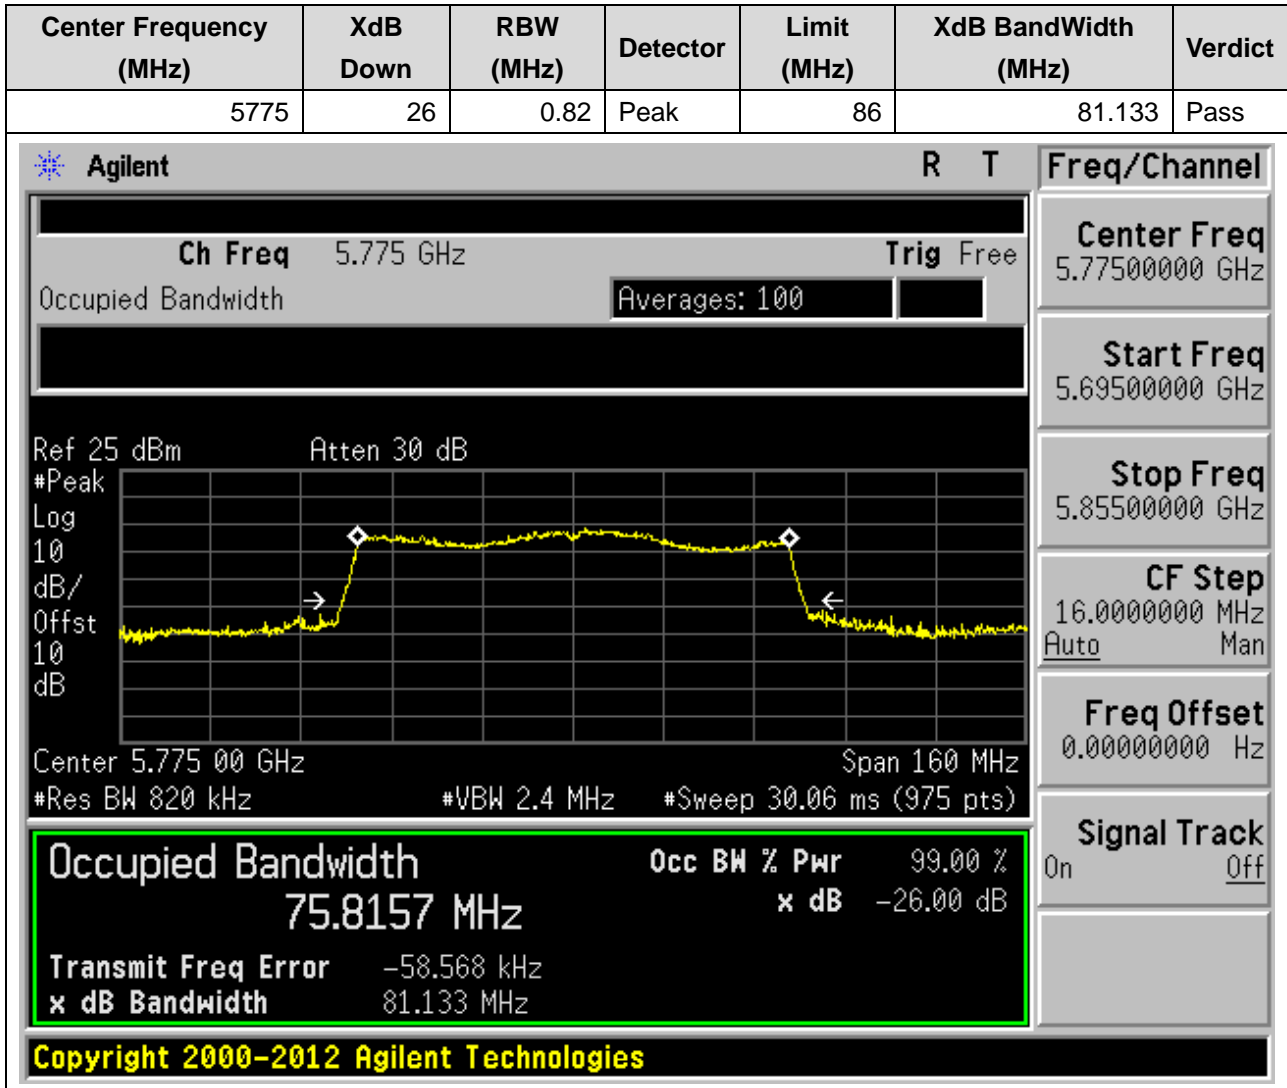 Center Frequency (MHz) XdB Down RBW (MHz) Detector Limit (MHz) XdB BandWidth (MHz) Verdict
5775 26 0.82 Peak 86 81.133 Pass
Agilent R T Freq/Channel
Ch Freq 5.775 GHz Trig Free
Occupied Bandwidth Averages: 100
Center Freq
5.77500000 GHz
Start Freq
5.69500000 GHz
Stop Freq
5.85500000 GHz
CF Step
16.0000000 MHz
Auto Man
Freq Offset
0.00000000 Hz
Signal Track
On Off
Ref 25 dBm Atten 30 dB
#Peak
Log
10
dB/
Offst
10
dB
Center 5.775 00 GHz Span 160 MHz
#Res BW 820 kHz #VBW 2.4 MHz #Sweep 30.06 ms (975 pts)
Occupied Bandwidth Occ BW % Pwr 99.00 %
75.8157 MHz x dB -26.00 dB
Transmit Freq Error -58.568 kHz
x dB Bandwidth 81.133 MHz
Copyright 2000-2012 Agilent Technologies